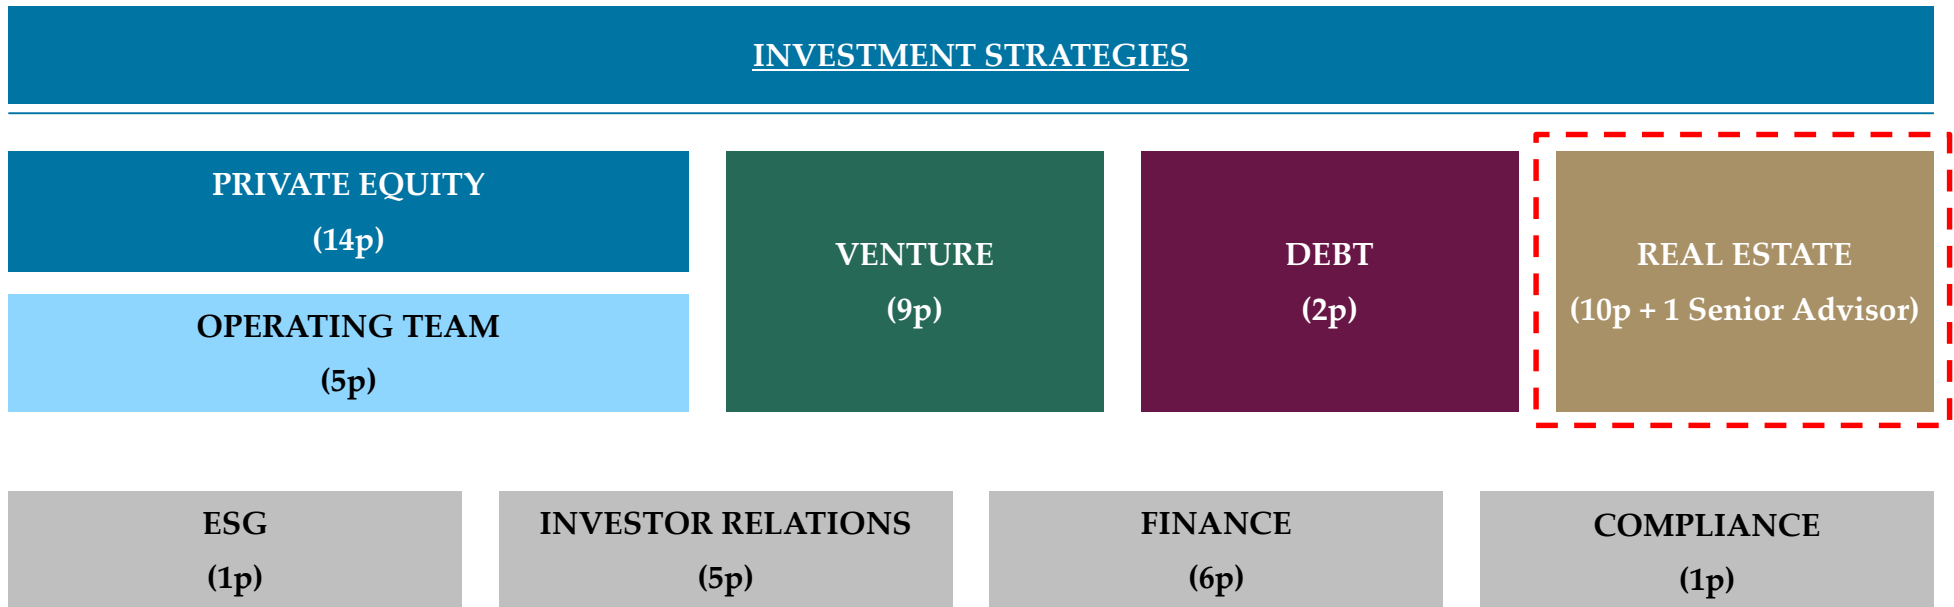 INVESTMENT STRATEGIES
PRIVATE EQUITY
(14p)
OPERATING TEAM
(5p)
VENTURE
(9p)
DEBT
(2p)
REAL ESTATE
(10p + 1 Senior Advisor)
ESG
(1p)
INVESTOR RELATIONS
(5p)
FINANCE
(6p)
COMPLIANCE
(1p)